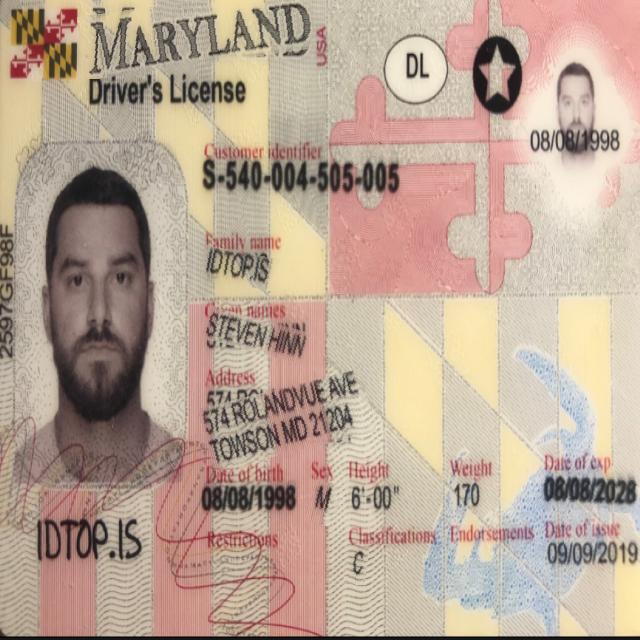 MARYLAND
USA
Driver's License
DL
08/08/1998
Customer identifier
S-540-004-505-005
Family name
IDTOP.IS
Given names
STEVEN HINN
Address
574 ROLANDVUE AVE
TOWSON MD 21204
Date of birth Sex Height Weight Date of exp
08/08/1998 M 6'-00" 170 08/08/2028
Restrictions Classifications Endorsements Date of issue
C 09/09/2019
IDTOP.IS
2597GF98F